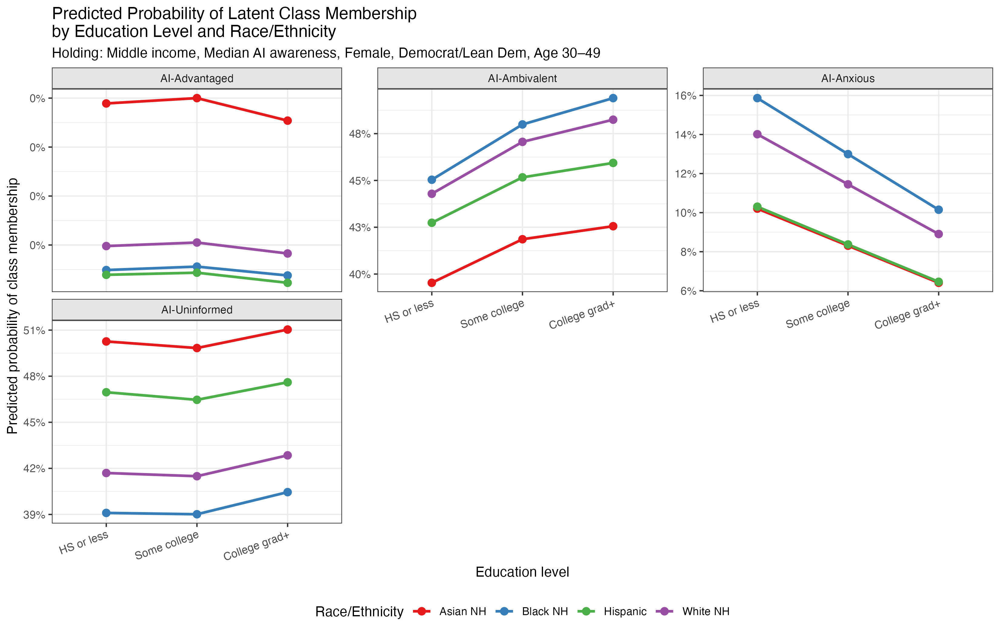 Predicted Probability of Latent Class Membership
by Education Level and Race/Ethnicity
Holding: Middle income, Median AI awareness, Female, Democrat/Lean Dem, Age 30–49
Predicted probability of class membership
AI-Advantaged
0%
0%
0%
0%
AI-Ambivalent
48%
45%
43%
40%
HS or less
Some college
College grad+
AI-Anxious
16%
14%
12%
10%
8%
6%
HS or less
Some college
College grad+
AI-Uninformed
51%
48%
45%
42%
39%
HS or less
Some college
College grad+
Education level
Race/Ethnicity Asian NH Black NH Hispanic White NH